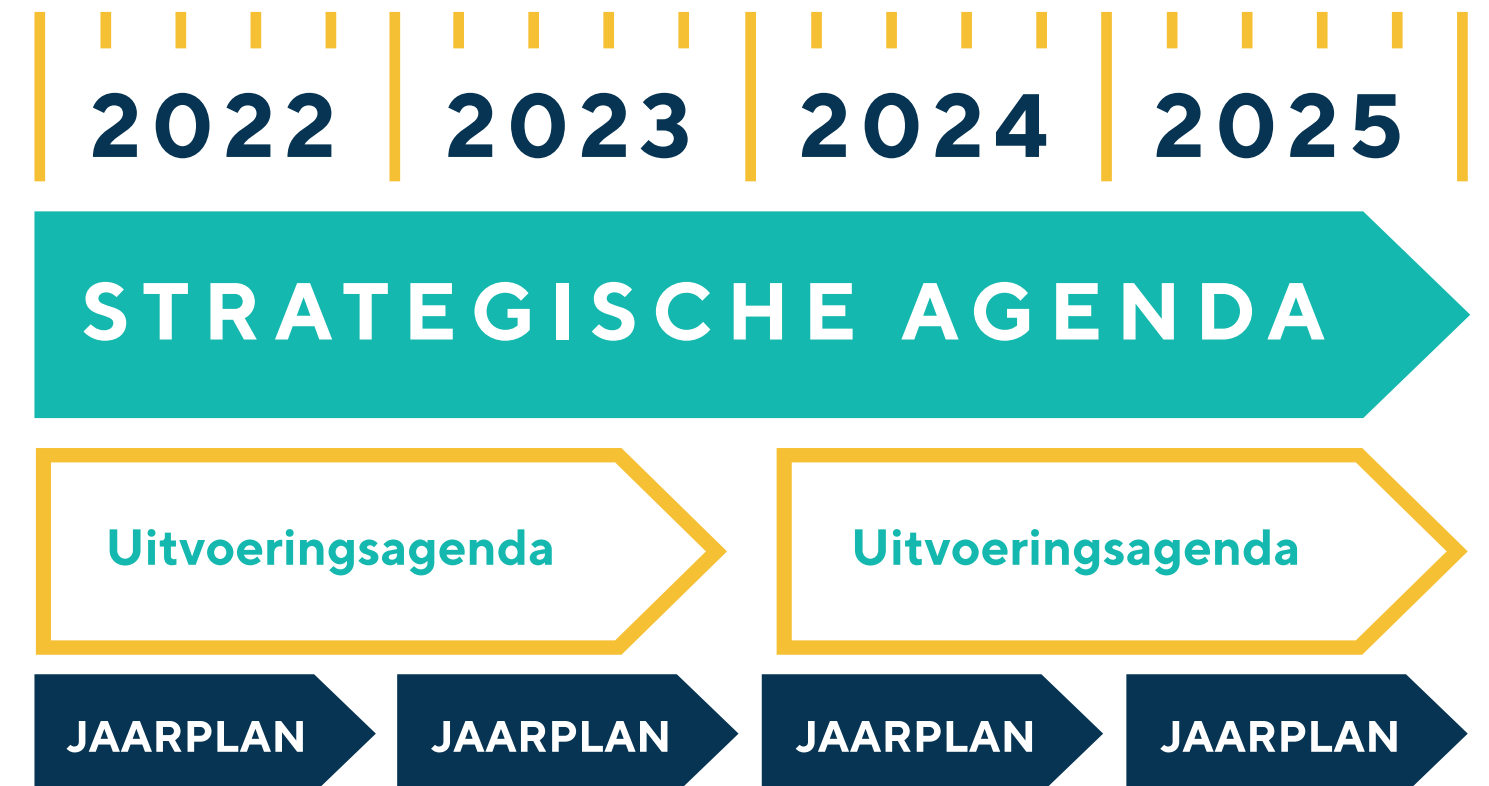 2022 2023 2024 2025
STRATEGISCHE AGENDA
Uitvoeringsagenda Uitvoeringsagenda
JAARPLAN JAARPLAN JAARPLAN JAARPLAN